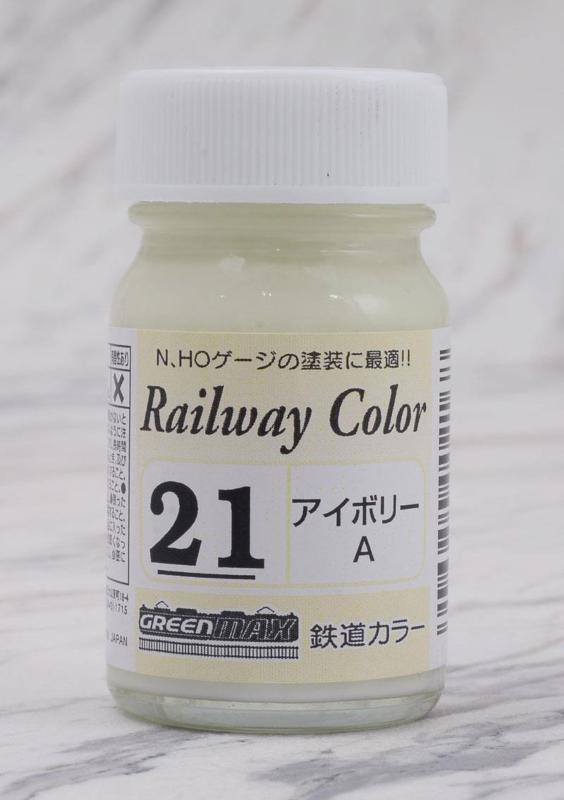 N、HOゲージの塗装に最適!!
Railway Color
21
アイボリー
A
GREENMAX
鉄道カラー
JAPAN